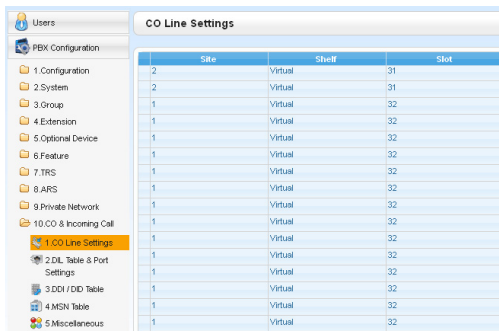 Users
CO Line Settings
PBX Configuration
Site Shelf Slot
2 Virtual 31
2 Virtual 31
1 Virtual 32
1 Virtual 32
1 Virtual 32
1 Virtual 32
1 Virtual 32
1 Virtual 32
1 Virtual 32
1 Virtual 32
1 Virtual 32
1 Virtual 32
1 Virtual 32
1 Virtual 32
1.Configuration
2.System
3.Group
4.Extension
5.Optional Device
6.Feature
7.TRS
8.ARS
9.Private Network
10.CO & Incoming Call
1.CO Line Settings
2.DIL Table & Port
Settings
3.DDI / DID Table
4.MSN Table
5.Miscellaneous